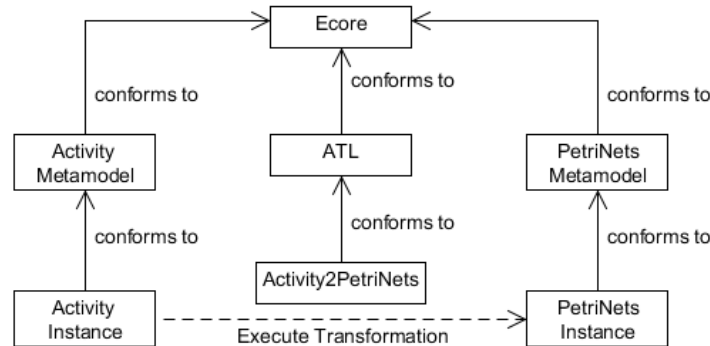 Ecore
conforms to
conforms to
conforms to
Activity
Metamodel
ATL
PetriNets
Metamodel
conforms to
conforms to
conforms to
Activity2PetriNets
Activity
Instance
PetriNets
Instance
Execute Transformation